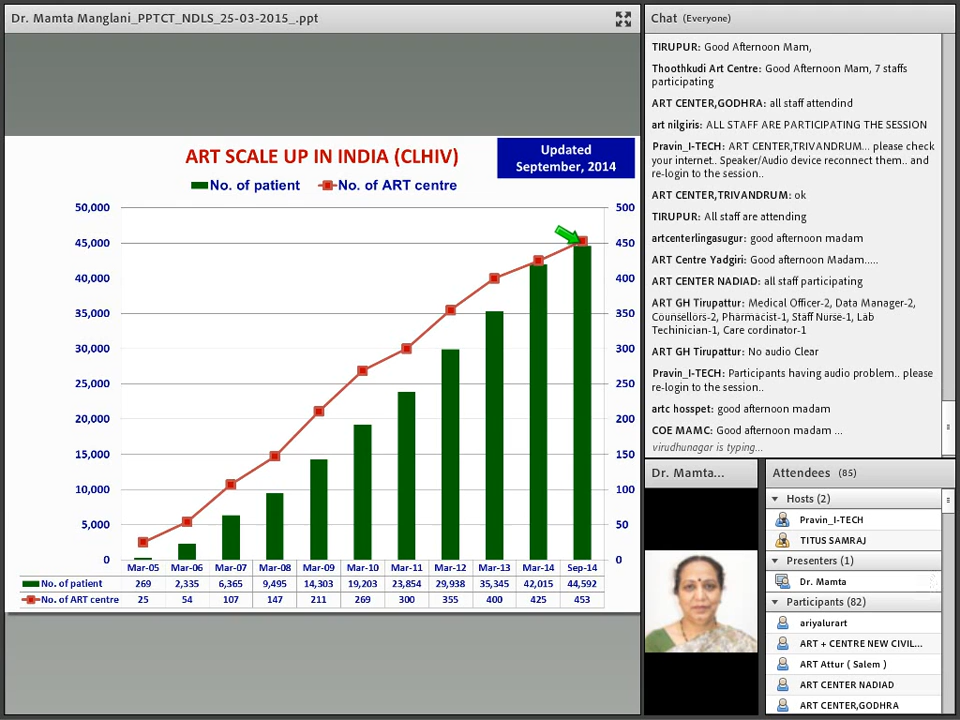 Dr. Mamta Manglani_PPTCT_NDLS_25-03-2015_.ppt
ART SCALE UP IN INDIA (CLHIV)
Updated
September, 2014
No. of patient No. of ART centre
50,000 500
45,000 450
40,000 400
35,000 350
30,000 300
25,000 250
20,000 200
15,000 150
10,000 100
5,000 50
0 0
Mar-05 Mar-06 Mar-07 Mar-08 Mar-09 Mar-10 Mar-11 Mar-12 Mar-13 Mar-14 Sep-14
No. of patient 269 2,335 6,365 9,495 14,303 19,203 23,854 29,938 35,345 42,015 44,592
No. of ART centre 25 54 107 147 211 269 300 355 400 425 453
Chat (Everyone)
TIRUPUR: Good Afternoon Mam,
Thoothkudi Art Centre: Good Afternoon Mam, 7 staffs
participating
ART CENTER,GODHRA: all staff attendind
art nilgiris: ALL STAFF ARE PARTICIPATING THE SESSION
Pravin_I-TECH: ART CENTER,TRIVANDRUM... please check
your internet.. Speaker/Audio device reconnect them.. and
re-login to the session..
ART CENTER,TRIVANDRUM: ok
TIRUPUR: All staff are attending
artcenterlingasugur: good afternoon madam
ART Centre Yadgiri: Good afternoon Madam.....
ART CENTER NADIAD: all staff participating
ART GH Tirupattur: Medical Officer-2, Data Manager-2,
Counsellors-2, Pharmacist-1, Staff Nurse-1, Lab
Techinician-1, Care cordinator-1
ART GH Tirupattur: No audio Clear
Pravin_I-TECH: Participants having audio problem.. please
re-login to the session..
artc hosspet: good afternoon madam
COE MAMC: Good afternoon madam ...
virudhunagar is typing...
Dr. Mamta...
Attendees (85)
Hosts (2)
Pravin_I-TECH
TITUS SAMRAJ
Presenters (1)
Dr. Mamta
Participants (82)
ariyalurart
ART + CENTRE NEW CIVIL...
ART Attur ( Salem )
ART CENTER NADIAD
ART CENTER,GODHRA